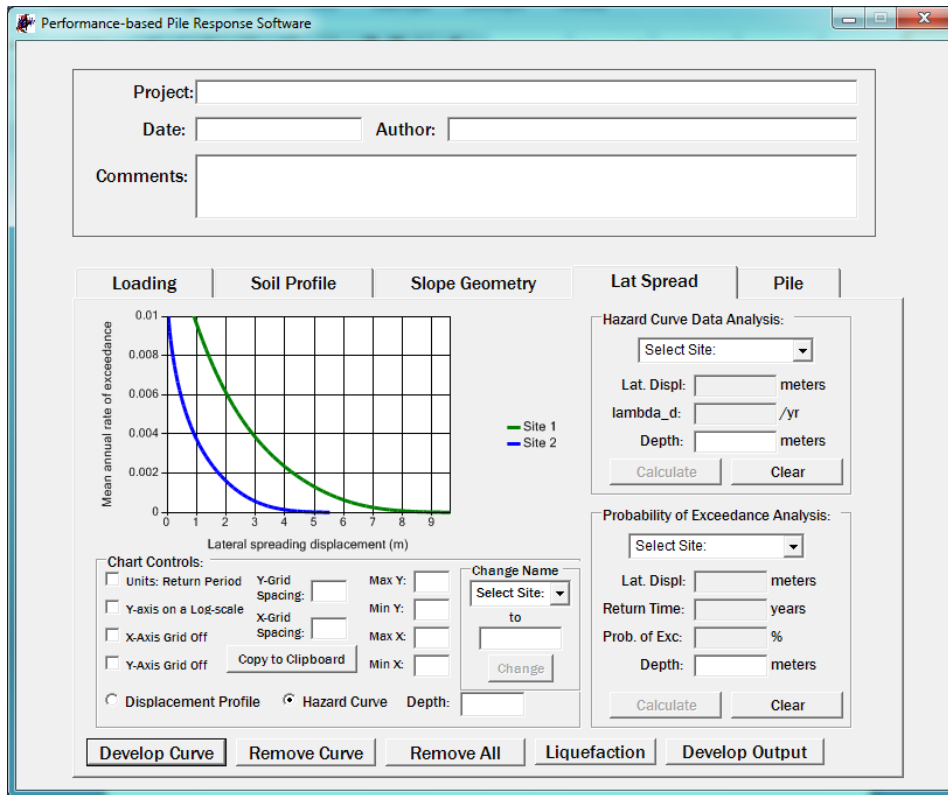 Performance-based Pile Response Software
Project:
Date: Author:
Comments:
Loading Soil Profile Slope Geometry Lat Spread Pile
Mean annual rate of exceedance
0.01
0.008
0.006
0.004
0.002
0
0 1 2 3 4 5 6 7 8 9
Lateral spreading displacement (m)
Site 1
Site 2
Hazard Curve Data Analysis:
Select Site:
Lat. Displ: meters
lambda_d: /yr
Depth: meters
Calculate Clear
Chart Controls:
Units: Return Period
Y-axis on a Log-scale
X-Axis Grid Off
Y-Axis Grid Off
Y-Grid
Spacing:
X-Grid
Spacing:
Copy to Clipboard
Max Y:
Min Y:
Max X:
Min X:
Change Name
Select Site:
to
Change
Displacement Profile Hazard Curve Depth:
Probability of Exceedance Analysis:
Select Site:
Lat. Displ: meters
Return Time: years
Prob. of Exc: %
Depth: meters
Calculate Clear
Develop Curve Remove Curve Remove All Liquefaction Develop Output